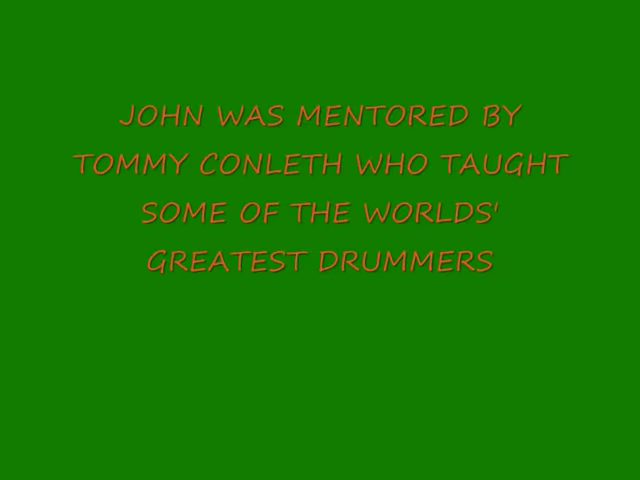 JOHN WAS MENTORED BY
TOMMY CONLETH WHO TAUGHT
SOME OF THE WORLDS'
GREATEST DRUMMERS